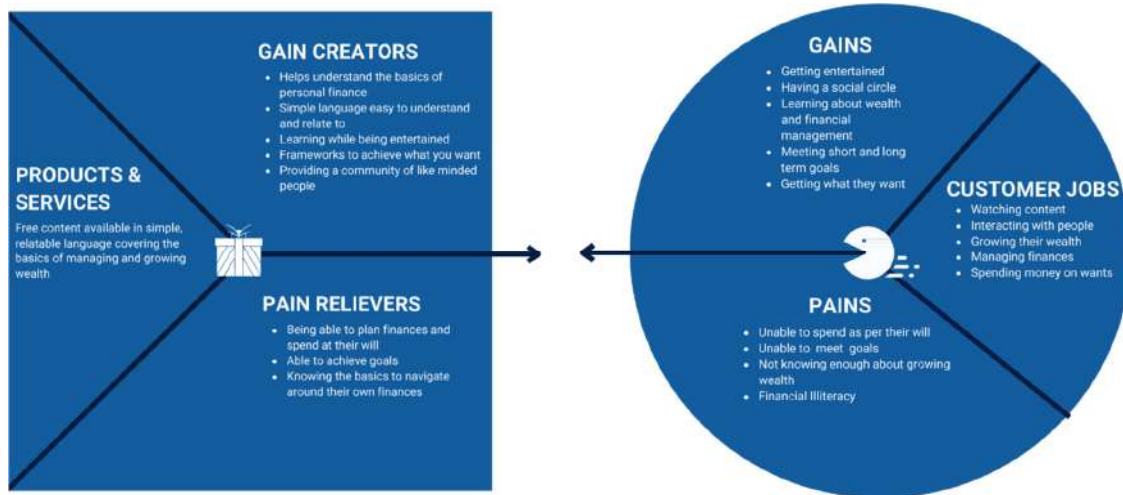 GAIN CREATORS
• Helps understand the basics of
personal finance
• Simple language easy to understand
and relate to
• Learning while being entertained
• Frameworks to achieve what you want
• Providing a community of like minded
people
PRODUCTS &
SERVICES
Free content available in simple,
relatable language covering the
basics of managing and growing
wealth
PAIN RELIEVERS
• Being able to plan finances and
spend at their will
• Able to achieve goals
• Knowing the basics to navigate
around their own finances
GAINS
• Getting entertained
• Having a social circle
• Learning about wealth
and financial
management
• Meeting short and long
term goals
• Getting what they want
CUSTOMER JOBS
• Watching content
• Interacting with people
• Growing their wealth
• Managing finances
• Spending money on wants
PAINS
• Unable to spend as per their will
• Unable to meet goals
• Not knowing enough about growing
wealth
• Financial Illiteracy